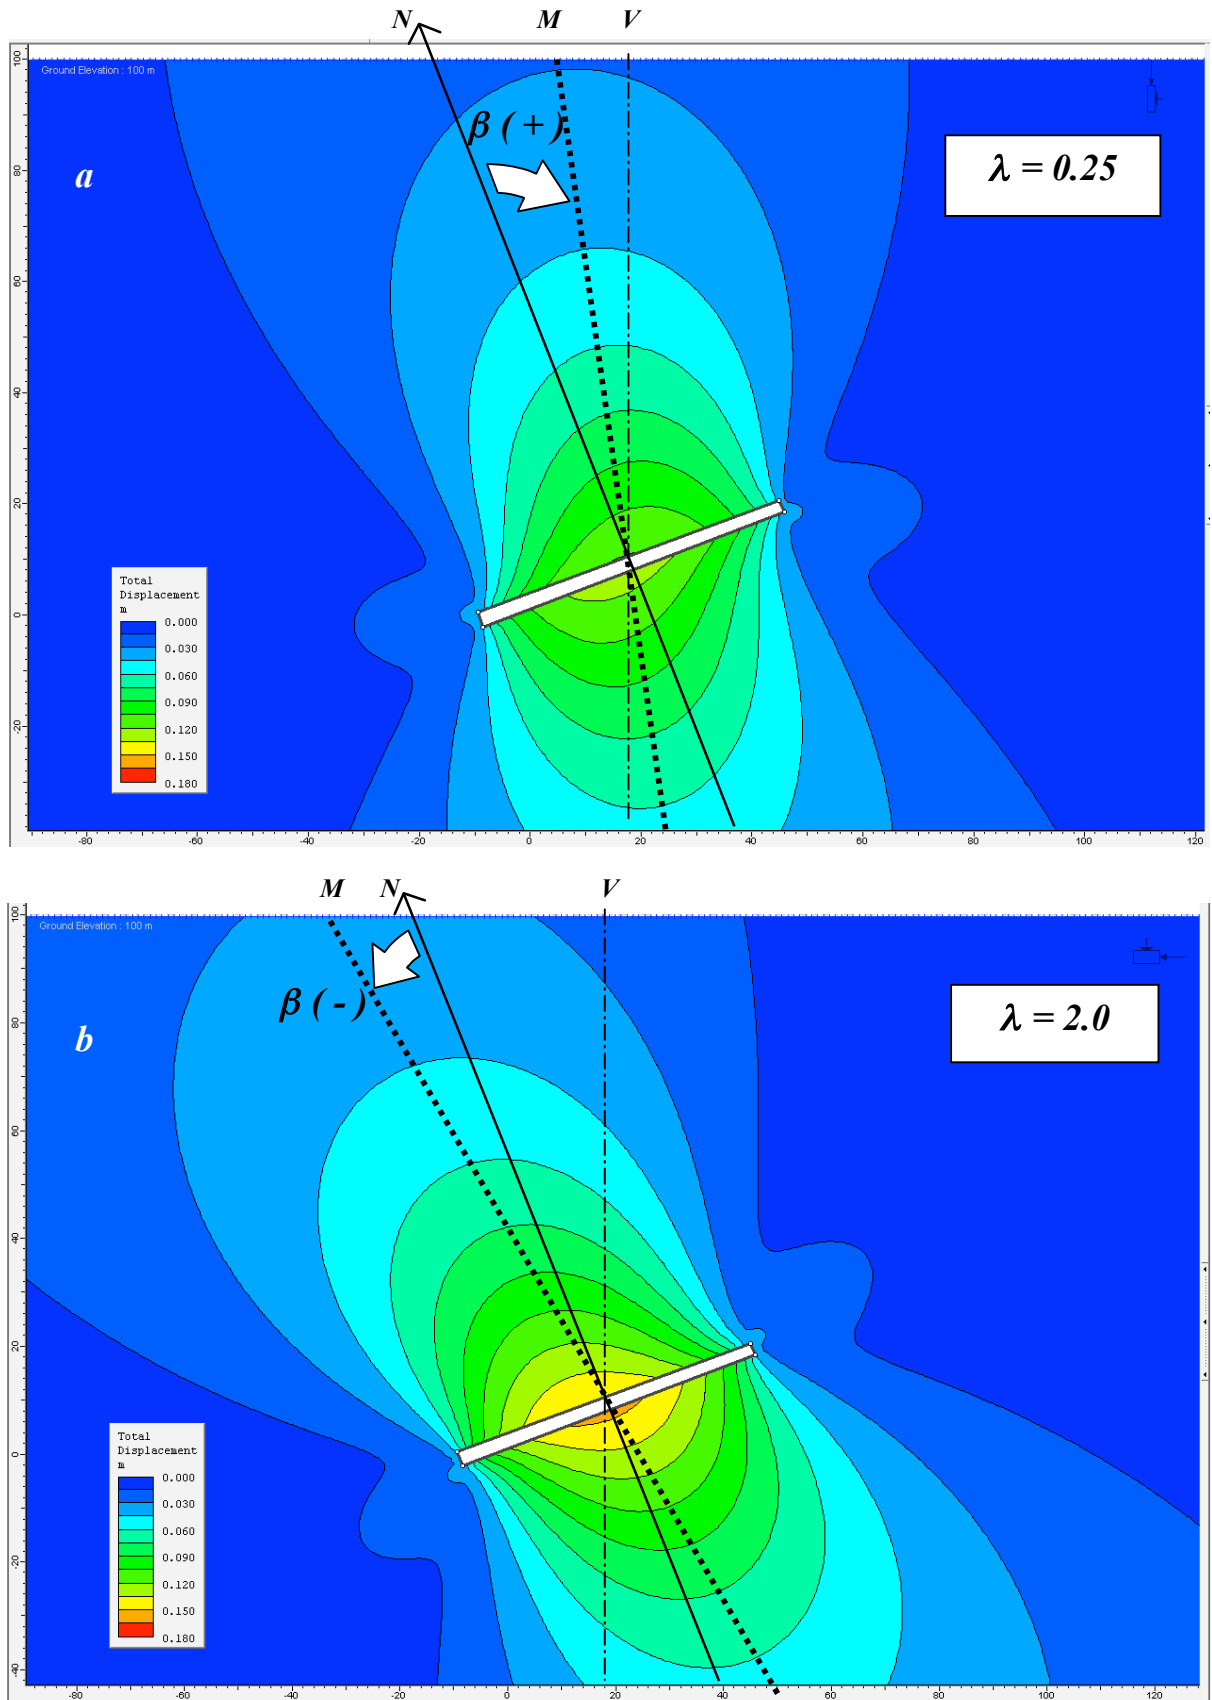 N M V
100
Ground Elevation : 100 m
β ( + )
a
λ = 0.25
80
60
40
20
0
-20
Total
Displacement
m
0.000
0.030
0.060
0.090
0.120
0.150
0.180
-80 -60 -40 -20 0 20 40 60 80 100 120
M N V
100
Ground Elevation : 100 m
β ( - )
b
λ = 2.0
80
60
40
20
0
-20
-40
Total
Displacement
m
0.000
0.030
0.060
0.090
0.120
0.150
0.180
-80 -60 -40 -20 0 20 40 60 80 100 120